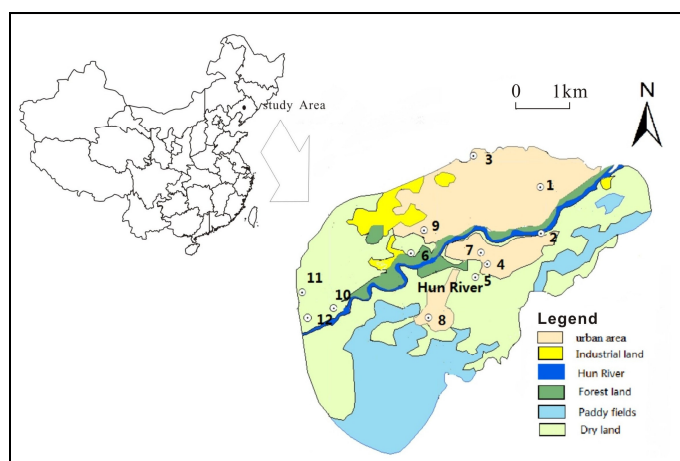 study Area
0 1km
N
3
1
2
9
7
6
4
5
Hun River
11
10
12
8
Legend
urban area
Industrial land
Hun River
Forest land
Paddy fields
Dry land